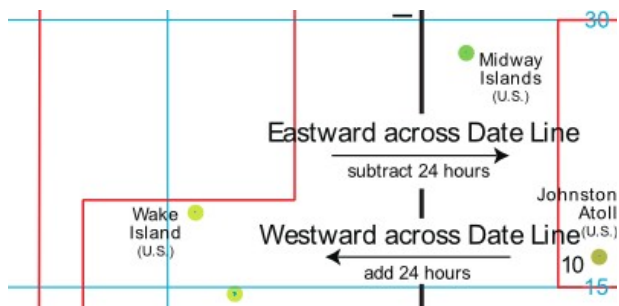 30
Midway
Islands
(U.S.)
Eastward across Date Line
subtract 24 hours
Johnston
Atoll
(U.S.)
Wake
Island
(U.S.)
Westward across Date Line
add 24 hours
10
15